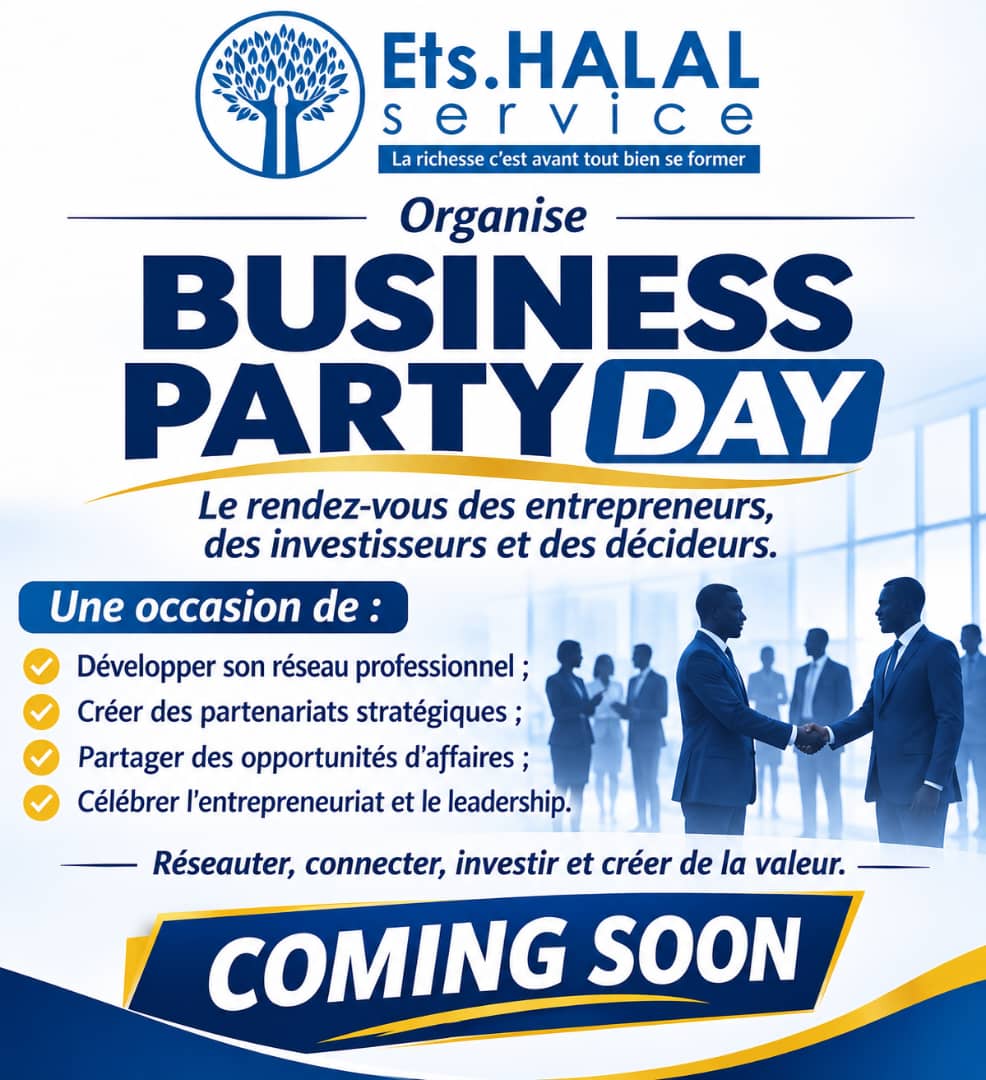 Ets.HALAL
service
La richesse c'est avant tout bien se former
Organise
BUSINESS
PARTY DAY
Le rendez-vous des entrepreneurs,
des investisseurs et des décideurs.
Une occasion de :
Développer son réseau professionnel ;
Créer des partenariats stratégiques ;
Partager des opportunités d'affaires ;
Célébrer l'entrepreneuriat et le leadership.
Réseauter, connecter, investir et créer de la valeur.
COMING SOON